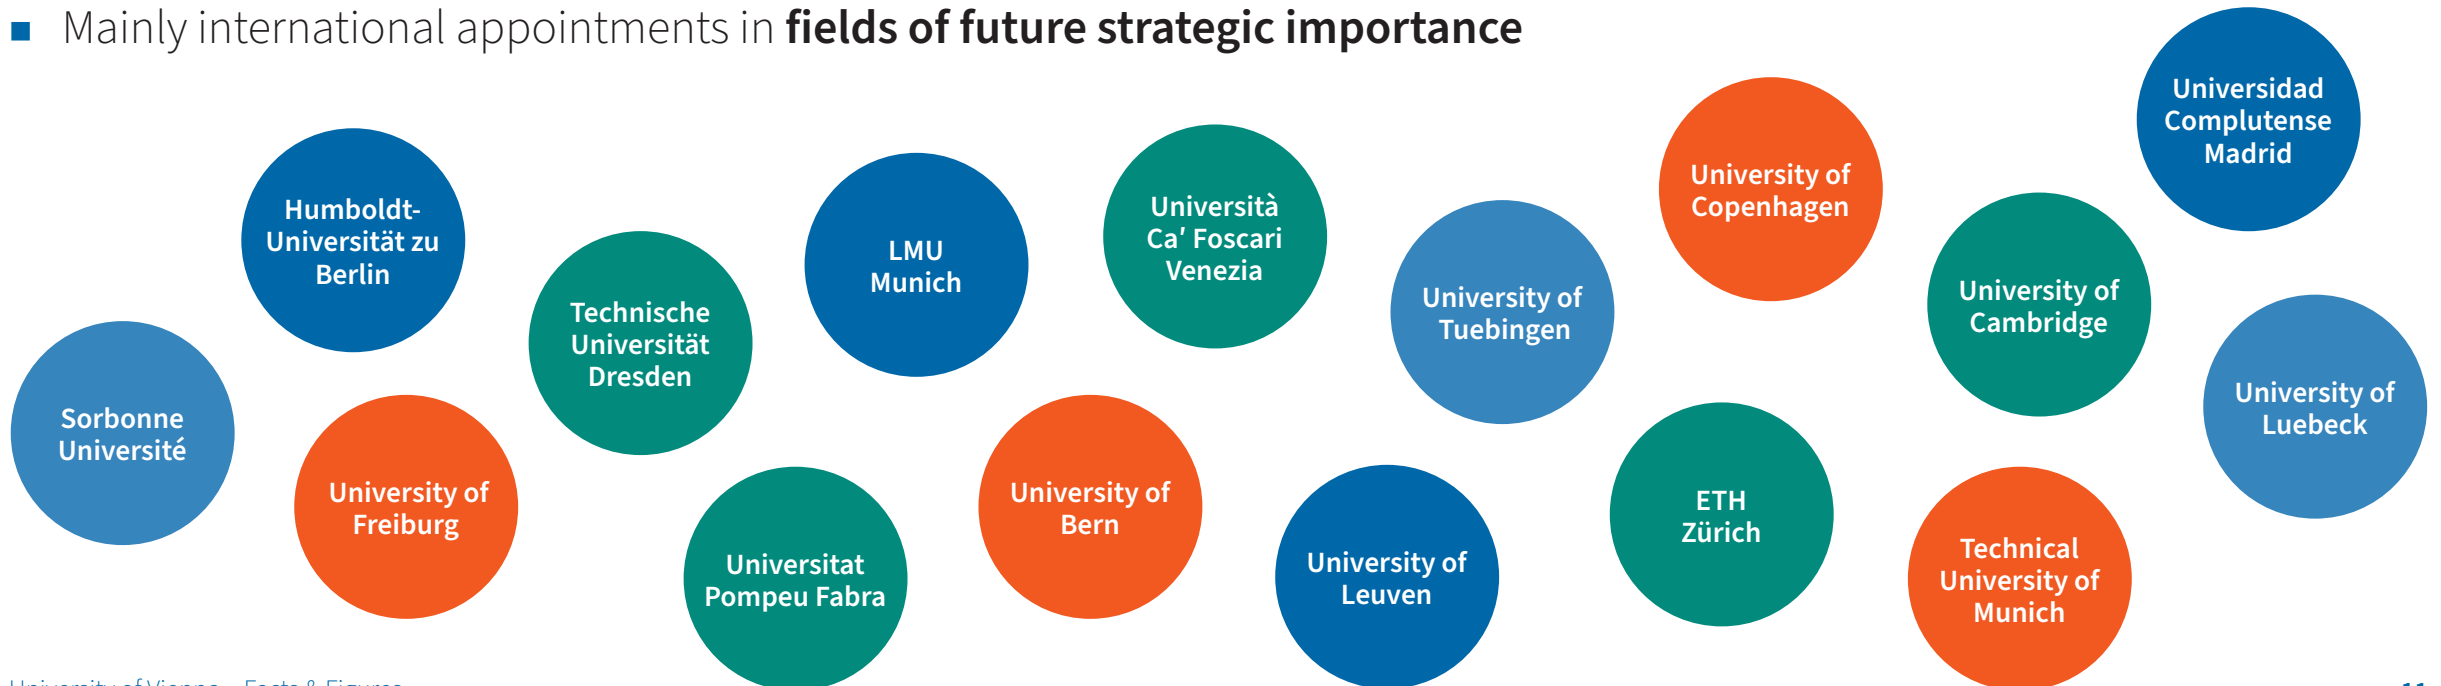 Mainly international appointments in fields of future strategic importance
Universidad
Complutense
Madrid
University of
Copenhagen
Humboldt-
Universität zu
Berlin
LMU
Munich
Università
Ca' Foscari
Venezia
University of
Tuebingen
University of
Cambridge
Technische
Universität
Dresden
University of
Luebeck
Sorbonne
Université
University of
Freiburg
University of
Bern
ETH
Zürich
Universitat
Pompeu Fabra
University of
Leuven
Technical
University of
Munich